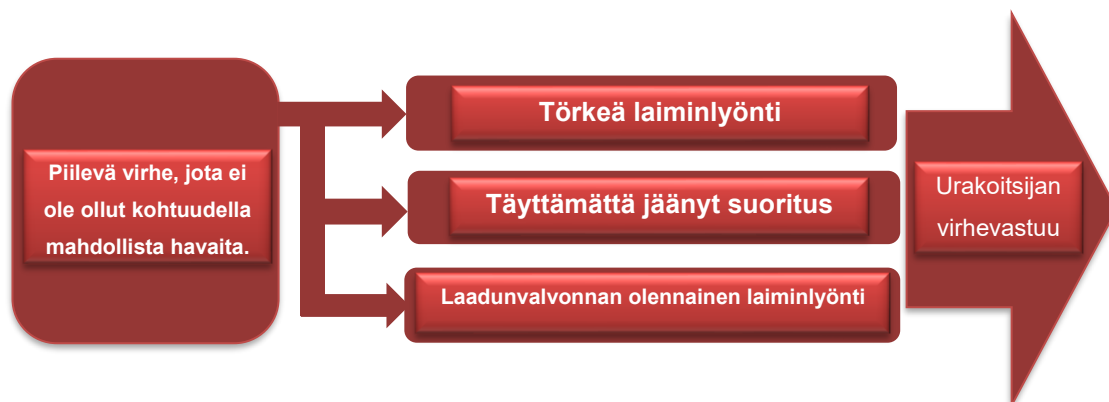 Piilevä virhe, jota ei
ole ollut kohtuudella
mahdollista havaita.
Törkeä laiminlyönti
Täyttämättä jäänyt suoritus
Laadunvalvonnan olennainen laiminlyönti
Urakoitsijan
virhevastuu